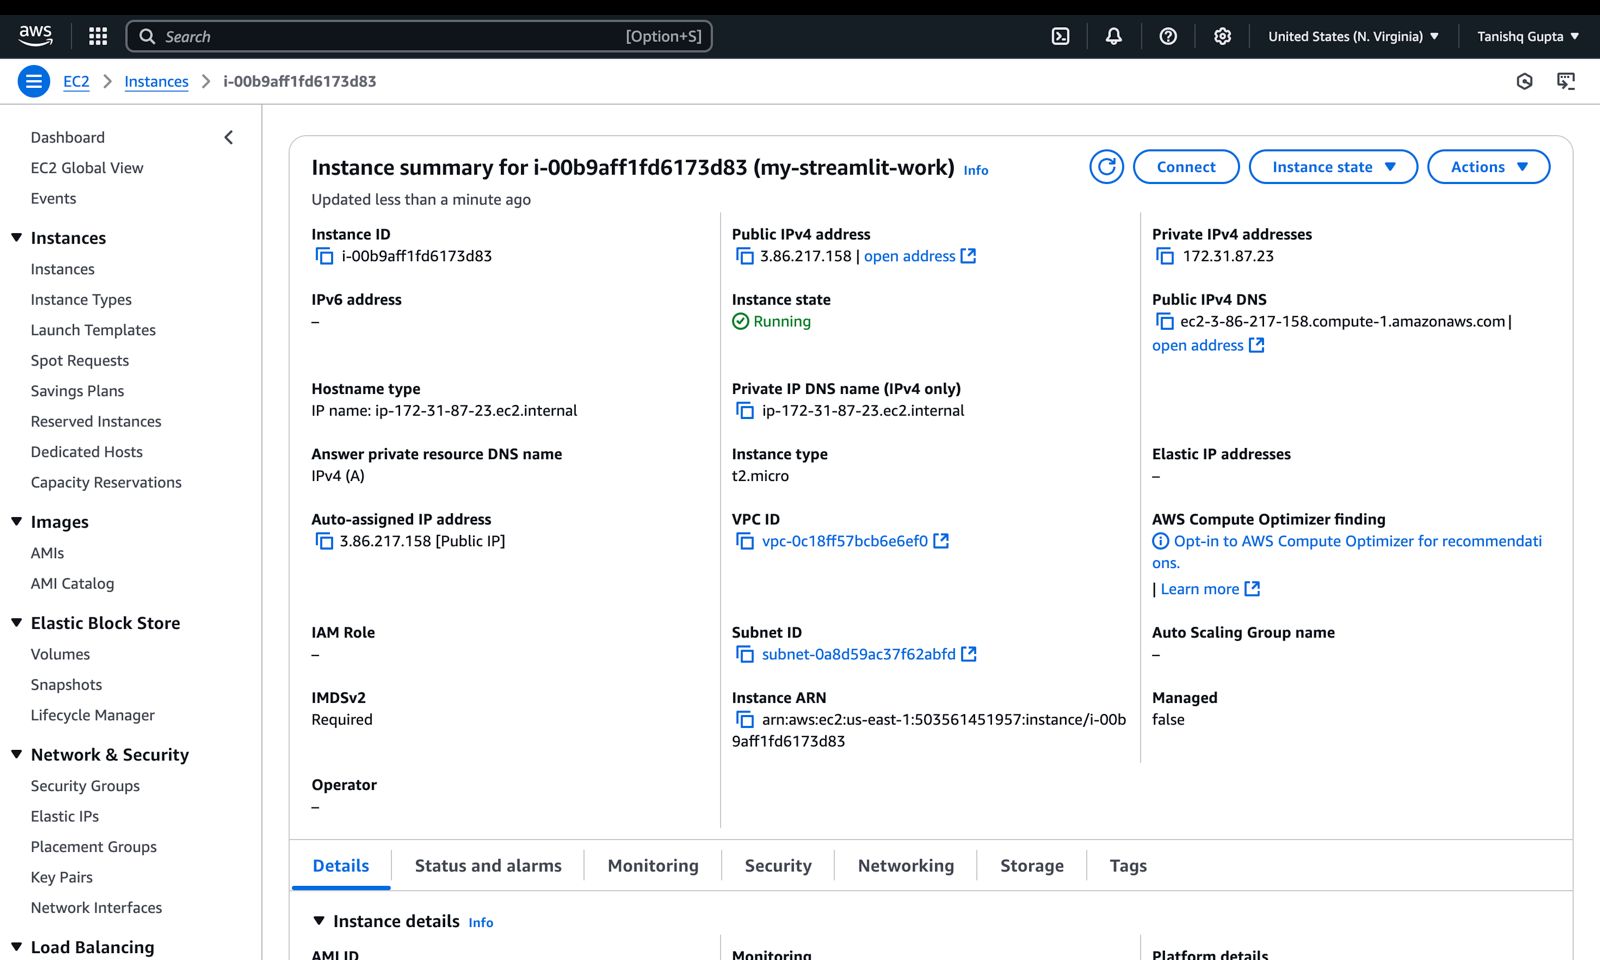 aws
Search
[Option+S]
United States (N. Virginia)
Tanishq Gupta
EC2
Instances
i-00b9aff1fd6173d83
Dashboard
EC2 Global View
Events
Instances
Instances
Instance Types
Launch Templates
Spot Requests
Savings Plans
Reserved Instances
Dedicated Hosts
Capacity Reservations
Images
AMIs
AMI Catalog
Elastic Block Store
Volumes
Snapshots
Lifecycle Manager
Network & Security
Security Groups
Elastic IPs
Placement Groups
Key Pairs
Network Interfaces
Load Balancing
Instance summary for i-00b9aff1fd6173d83 (my-streamlit-work) Info
Updated less than a minute ago
Connect
Instance state
Actions
Instance ID
i-00b9aff1fd6173d83
Public IPv4 address
3.86.217.158 | open address
Private IPv4 addresses
172.31.87.23
IPv6 address
–
Instance state
Running
Public IPv4 DNS
ec2-3-86-217-158.compute-1.amazonaws.com |
open address
Hostname type
IP name: ip-172-31-87-23.ec2.internal
Private IP DNS name (IPv4 only)
ip-172-31-87-23.ec2.internal
Answer private resource DNS name
IPv4 (A)
Instance type
t2.micro
Elastic IP addresses
–
Auto-assigned IP address
3.86.217.158 [Public IP]
VPC ID
vpc-0c18ff57bcb6e6ef0
AWS Compute Optimizer finding
Opt-in to AWS Compute Optimizer for recommendati
ons.
| Learn more
IAM Role
–
Subnet ID
subnet-0a8d59ac37f62abfd
Auto Scaling Group name
–
IMDSv2
Required
Instance ARN
arn:aws:ec2:us-east-1:503561451957:instance/i-00b
9aff1fd6173d83
Managed
false
Operator
–
Details
Status and alarms
Monitoring
Security
Networking
Storage
Tags
Instance details Info
AMI ID
Monitoring
Platform details